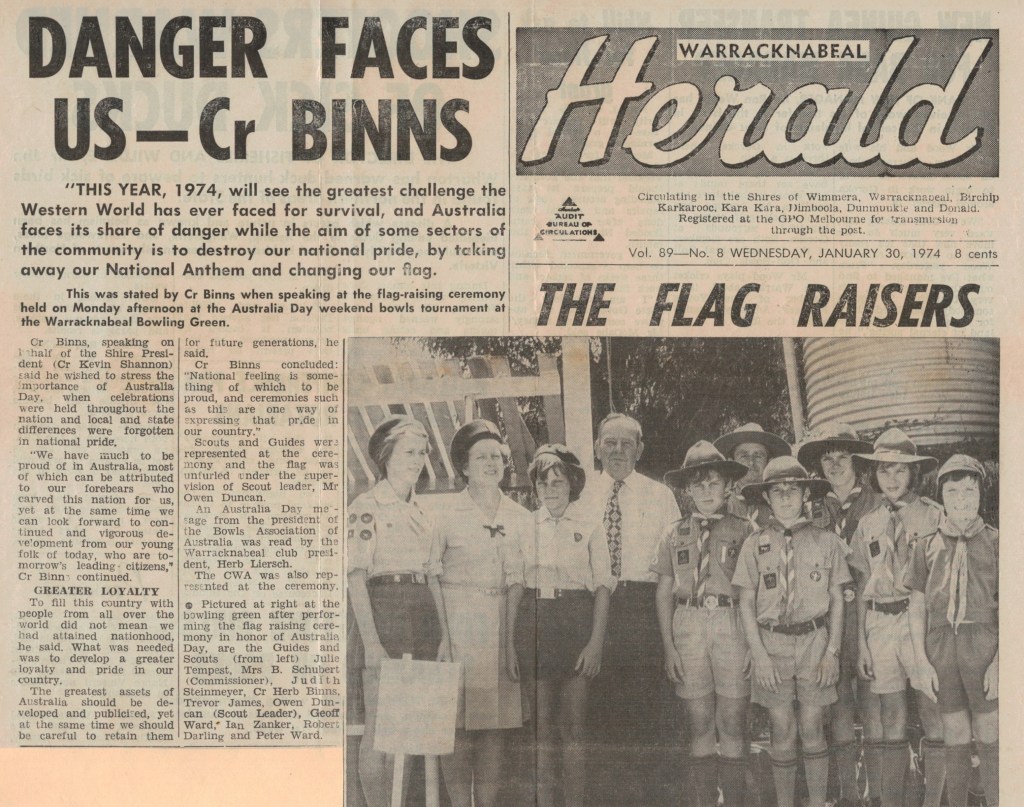 DANGER FACES
US—Cr BINNS
"THIS YEAR, 1974, will see the greatest challenge the
Western World has ever faced for survival, and Australia
faces its share of danger while the aim of some sectors of
the community is to destroy our national pride, by taking
away our National Anthem and changing our flag.
This was stated by Cr Binns when speaking at the flag-raising ceremony
held on Monday afternoon at the Australia Day weekend bowls tournament at
the Warracknabeal Bowling Green.
Cr Binns, speaking on
behalf of the Shire Presi-
dent (Cr Kevin Shannon)
said he wished to stress the
importance of Australia
Day, when celebrations
were held throughout the
nation and local and state
differences were forgotten
in national pride.
"We have much to be
proud of in Australia, most
of which can be attributed
to our forebears who
carved this nation for us,
yet at the same time we
can look forward to con-
tinued and vigorous de-
velopment from our young
folk of today, who are to-
morrow's leading citizens,"
Cr Binns continued.
GREATER LOYALTY
To fill this country with
people from all over the
world did not mean we
had attained nationhood,
he said. What was needed
was to develop a greater
loyalty and pride in our
country.
The greatest assets of
Australia should be de-
veloped and publicized, yet
at the same time we should
be careful to retain them
for future generations, he
said.
Cr Binns concluded:
"National feeling is some-
thing of which to be
proud, and ceremonies such
as this are one way of
expressing that pride in
our country."
Scouts and Guides were
represented at the cere-
mony and the flag was
unfurled under the super-
vision of Scout leader, Mr
Owen Duncan.
An Australia Day mes-
sage from the president of
the Bowls Association of
Australia was read by the
Warracknabeal club presi-
dent, Herb Liersch.
The CWA was also rep-
resented at the ceremony.
● Pictured at right at the
bowling green after perfor-
ming the flag raising cere-
mony in honor of Australia
Day, are the Guides and
Scouts (from left) Julie
Tempest, Mrs B. Schubert
(Commissioner), Judith
Steinmeyer, Cr Herb Binns,
Trevor James, Owen Dun-
can (Scout Leader), Geoff
Ward, Ian Zanker, Robert
Darling and Peter Ward.
WARRACKNABEAL
Herald
AUDIT
BUREAU OF
CIRCULATIONS
Circulating in the Shires of Wimmera, Warracknabeal, Birchip
Karkarooc, Kara Kara, Dimboola, Dunmunkle and Donald.
Registered at the GPO Melbourne for transmission
through the post.
Vol. 89—No. 8 WEDNESDAY, JANUARY 30, 1974 8 cents
THE FLAG RAISERS